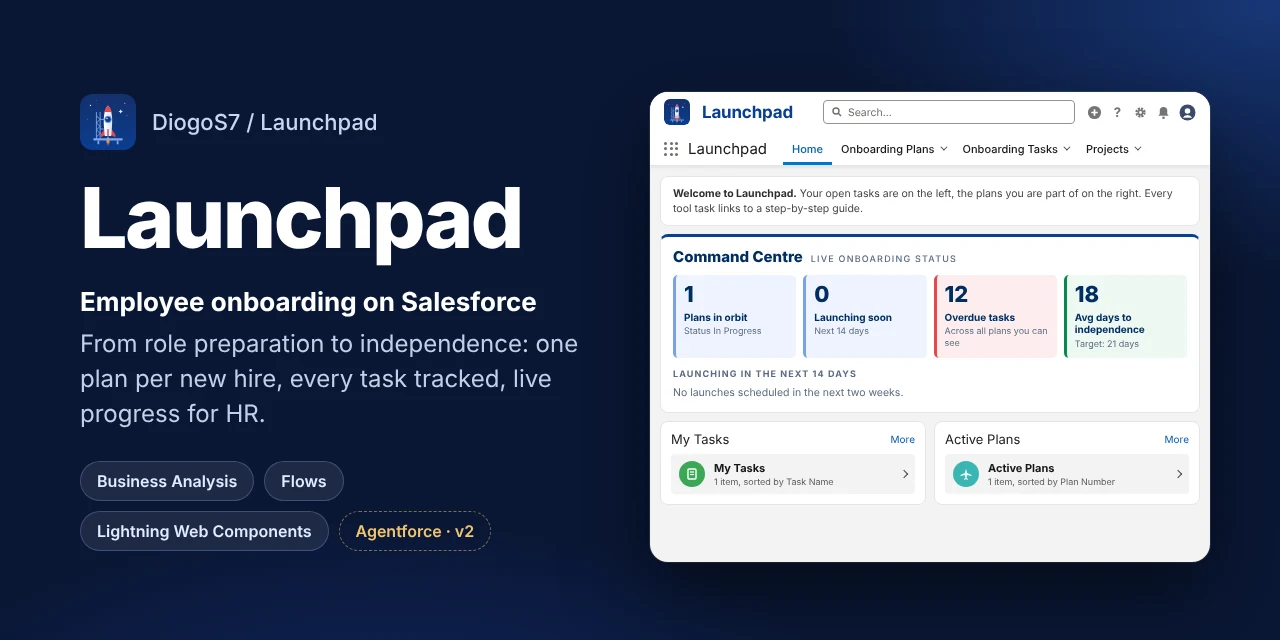 DiogoS7 / Launchpad
Launchpad
Employee onboarding on Salesforce
From role preparation to independence: one
plan per new hire, every task tracked, live
progress for HR.
Business Analysis
Flows
Lightning Web Components
Agentforce · v2
Launchpad
Search...
?
Launchpad
Home
Onboarding Plans
Onboarding Tasks
Projects
Welcome to Launchpad. Your open tasks are on the left, the plans you are part of on the right. Every
tool task links to a step-by-step guide.
Command Centre LIVE ONBOARDING STATUS
1
Plans in orbit
Status In Progress
0
Launching soon
Next 14 days
12
Overdue tasks
Across all plans you can
see
18
Avg days to
independence
Target: 21 days
LAUNCHING IN THE NEXT 14 DAYS
No launches scheduled in the next two weeks.
My Tasks
More
My Tasks
1 item, sorted by Task Name
Active Plans
More
Active Plans
1 item, sorted by Plan Number